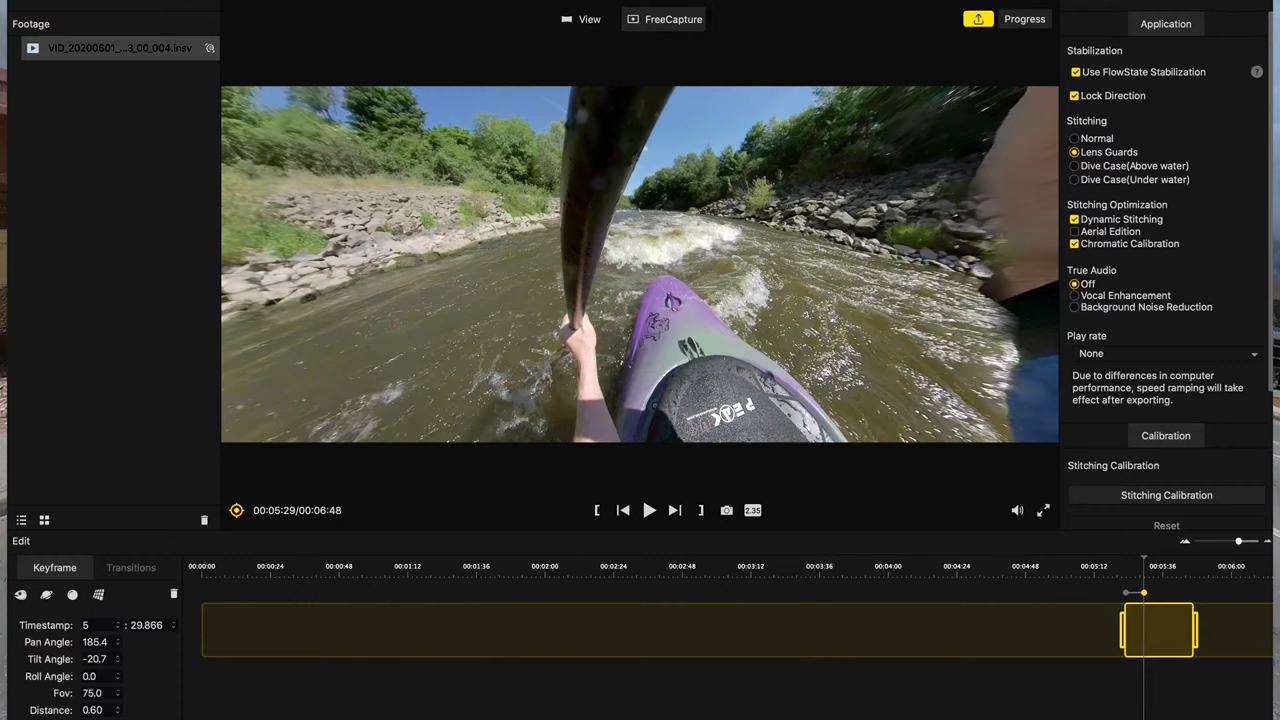 Footage
VID_20200601_...3_00_004.insv
View
FreeCapture
Progress
Application
Stabilization
Use FlowState Stabilization
?
Lock Direction
Stitching
Normal
Lens Guards
Dive Case(Above water)
Dive Case(Under water)
Stitching Optimization
Dynamic Stitching
Aerial Edition
Chromatic Calibration
True Audio
Off
Vocal Enhancement
Background Noise Reduction
Play rate
None
Due to differences in computer
performance, speed ramping will take
effect after exporting.
Calibration
Stitching Calibration
Stitching Calibration
Reset
PEAK
00:05:29/00:06:48
2.35
Edit
Keyframe
Transitions
00:00:00 00:00:24 00:00:48 00:01:12 00:01:36 00:02:00 00:02:24 00:02:48 00:03:12 00:03:36 00:04:00 00:04:24 00:04:48 00:05:12 00:05:36 00:06:00
Timestamp: 5 : 29.866
Pan Angle: 185.4
Tilt Angle: -20.7
Roll Angle: 0.0
Fov: 75.0
Distance: 0.60